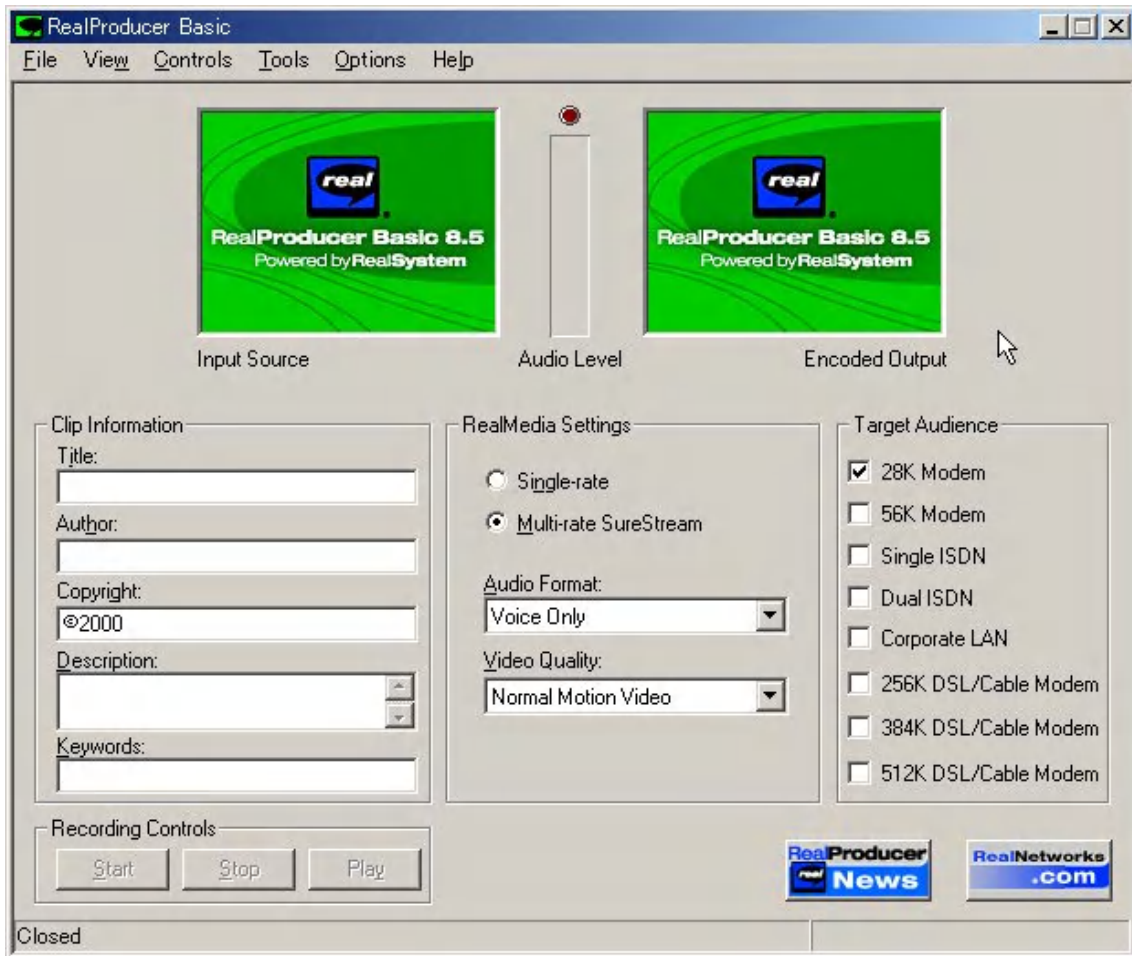 RealProducer Basic
File View Controls Tools Options Help
real
RealProducer Basic 8.5
Powered by RealSystem
real
RealProducer Basic 8.5
Powered by RealSystem
Input Source
Audio Level
Encoded Output
Clip Information
Title:
Author:
Copyright:
©2000
Description:
Keywords:
RealMedia Settings
Single-rate
Multi-rate SureStream
Audio Format:
Voice Only
Video Quality:
Normal Motion Video
Target Audience
28K Modem
56K Modem
Single ISDN
Dual ISDN
Corporate LAN
256K DSL/Cable Modem
384K DSL/Cable Modem
512K DSL/Cable Modem
Recording Controls
Start Stop Play
RealProducer
real News
RealNetworks
.com
Closed